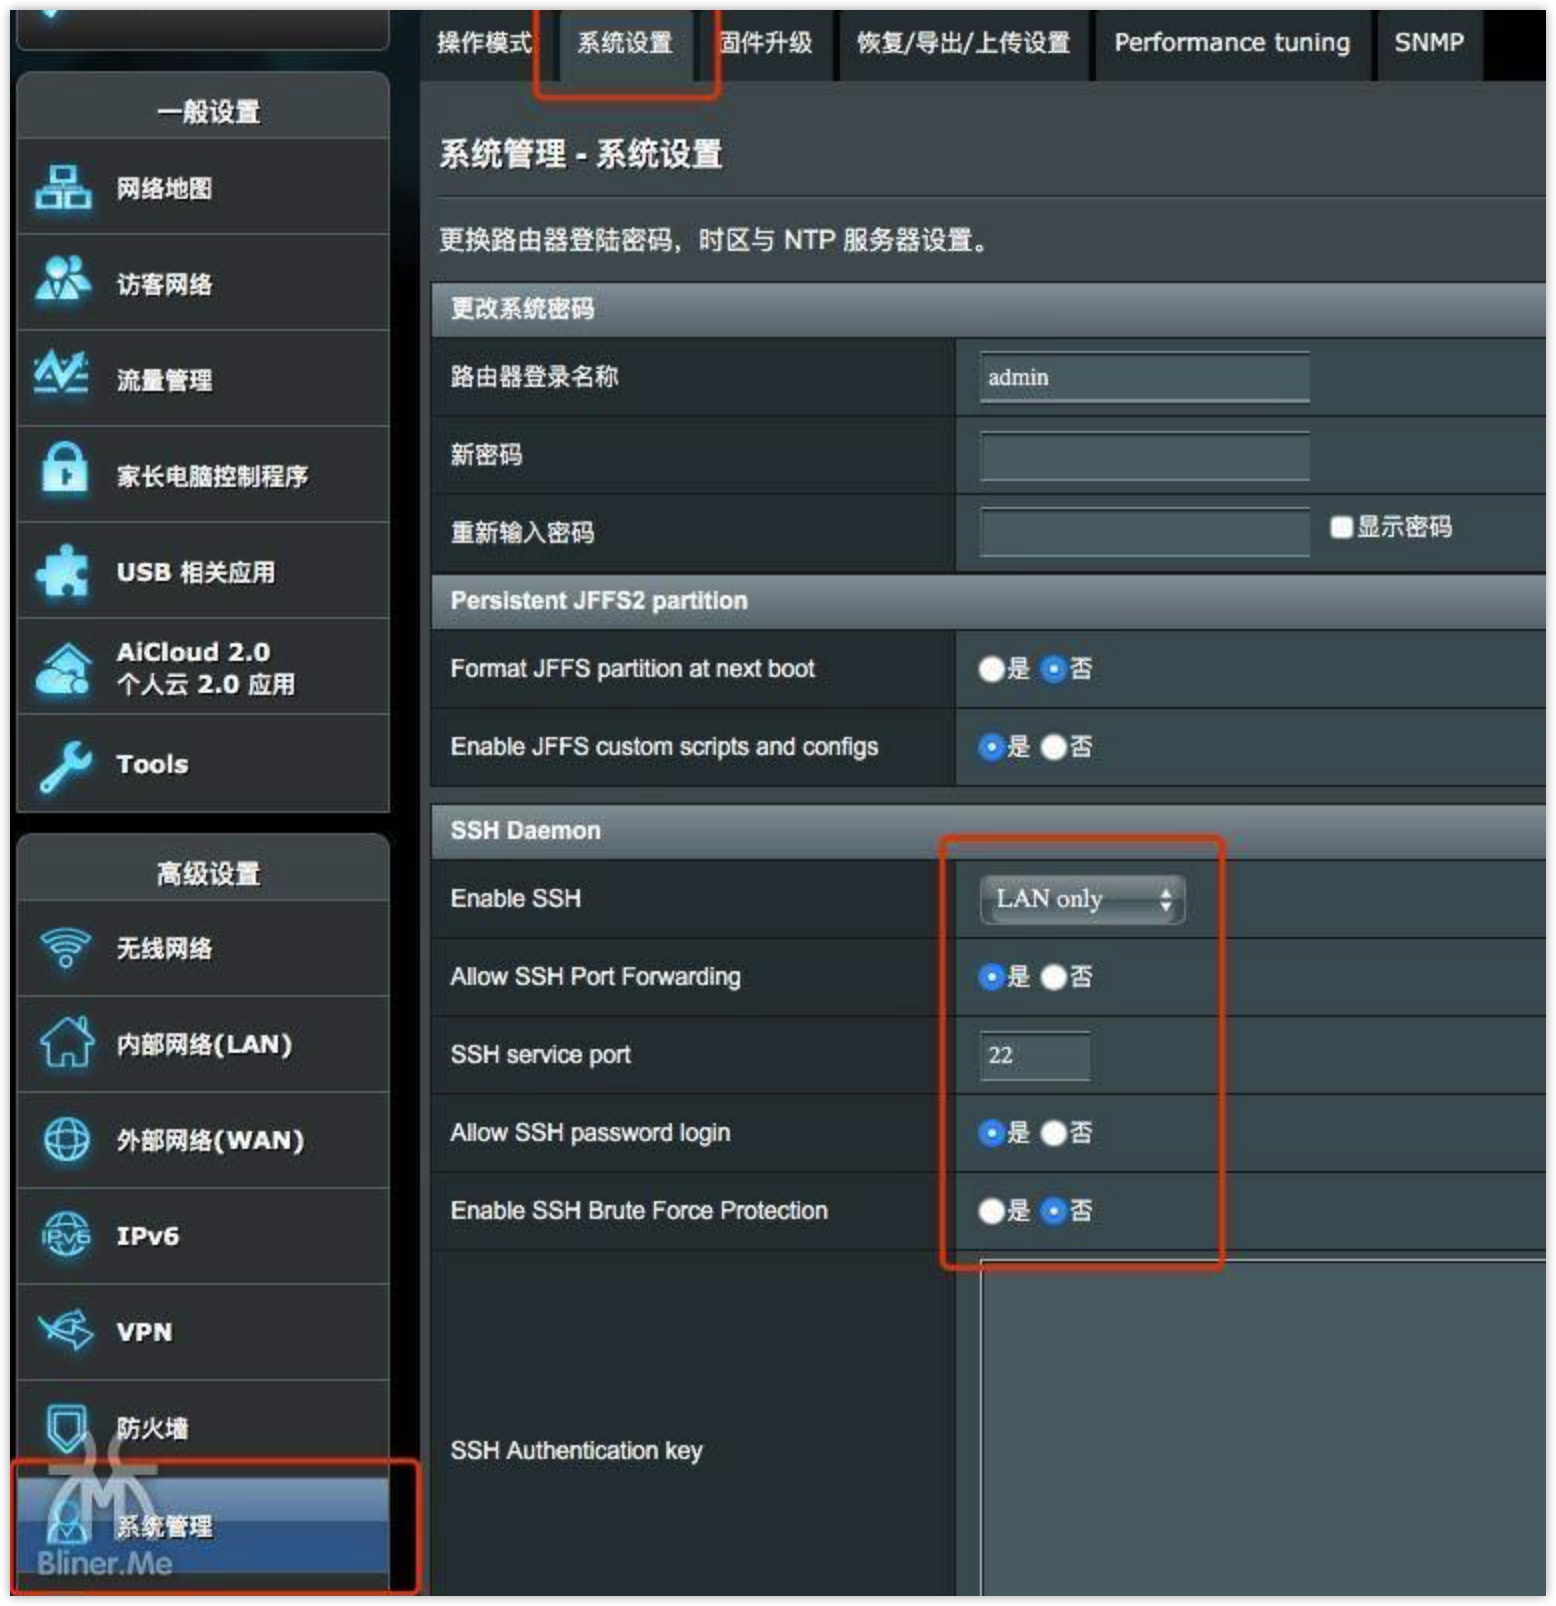 操作模式
系统设置
固件升级
恢复/导出/上传设置
Performance tuning
SNMP
一般设置
网络地图
访客网络
流量管理
家长电脑控制程序
USB 相关应用
AiCloud 2.0
个人云 2.0 应用
Tools
高级设置
无线网络
内部网络(LAN)
外部网络(WAN)
IPv6
IPv6
VPN
防火墙
系统管理
Bliner.Me
系统管理 - 系统设置
更换路由器登陆密码，时区与 NTP 服务器设置。
更改系统密码
路由器登录名称 admin
新密码
重新输入密码 显示密码
Persistent JFFS2 partition
Format JFFS partition at next boot 是 否
Enable JFFS custom scripts and configs 是 否
SSH Daemon
Enable SSH LAN only
Allow SSH Port Forwarding 是 否
SSH service port 22
Allow SSH password login 是 否
Enable SSH Brute Force Protection 是 否
SSH Authentication key